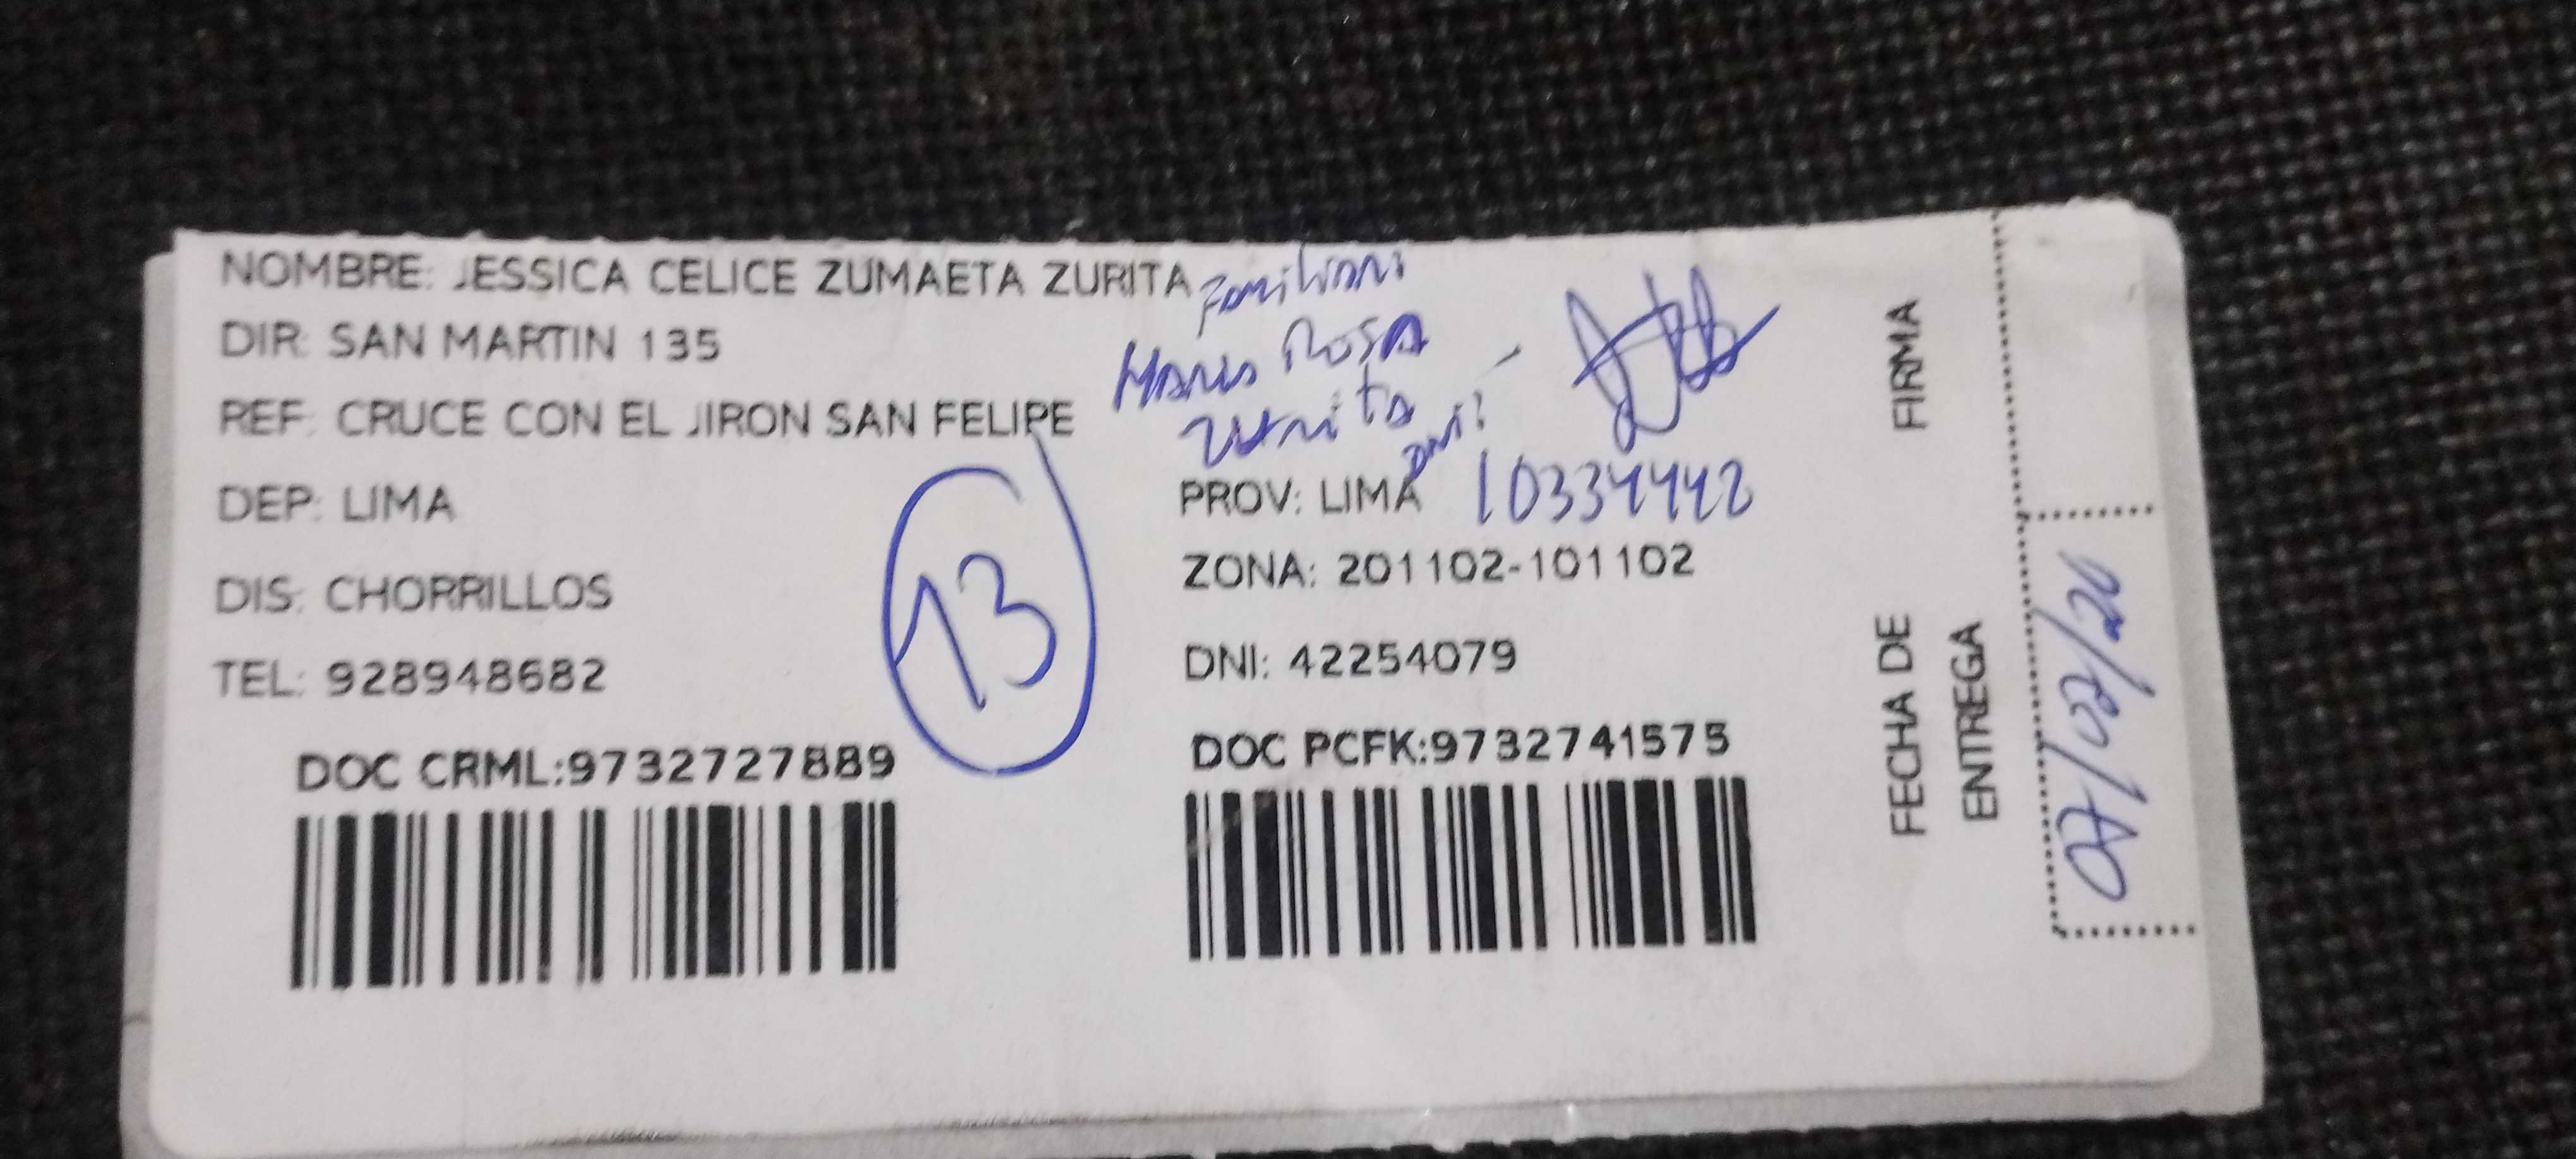 NOMBRE: JESSICA CELICE ZUMAETA ZURITA
DIR: SAN MARTIN 135
REF: CRUCE CON EL JIRON SAN FELIPE
DEP: LIMA
DIS: CHORRILLOS
TEL: 928948682
13
Rosa
Zurita
DNI:
10334442
PROV: LIMA
ZONA: 201102-101102
DNI: 42254079
DOC CRML:9732727889
DOC PCFK:9732741575
FIRMA
FECHA DE
ENTREGA